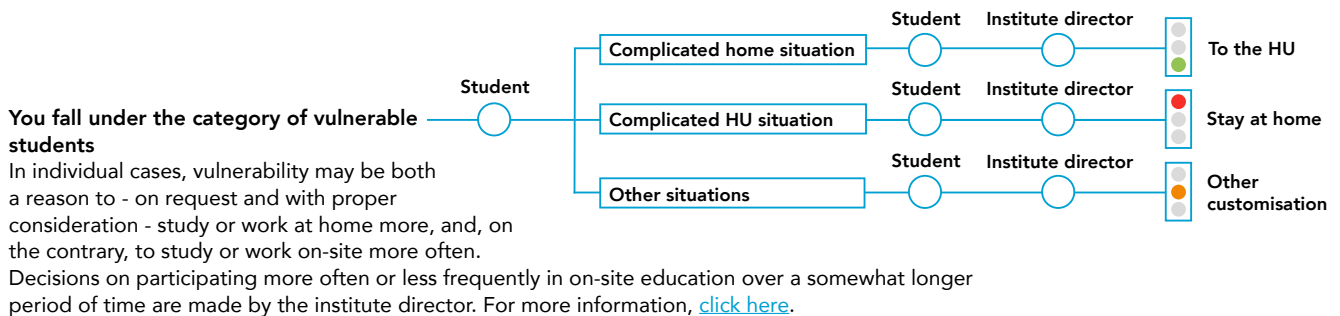 Student Institute director
Complicated home situation
To the HU
Student
Student Institute director
You fall under the category of vulnerable
students
Complicated HU situation
Stay at home
Student Institute director
Other situations
Other
customisation
In individual cases, vulnerability may be both
a reason to - on request and with proper
consideration - study or work at home more, and, on
the contrary, to study or work on-site more often.
Decisions on participating more often or less frequently in on-site education over a somewhat longer
period of time are made by the institute director. For more information, click here.